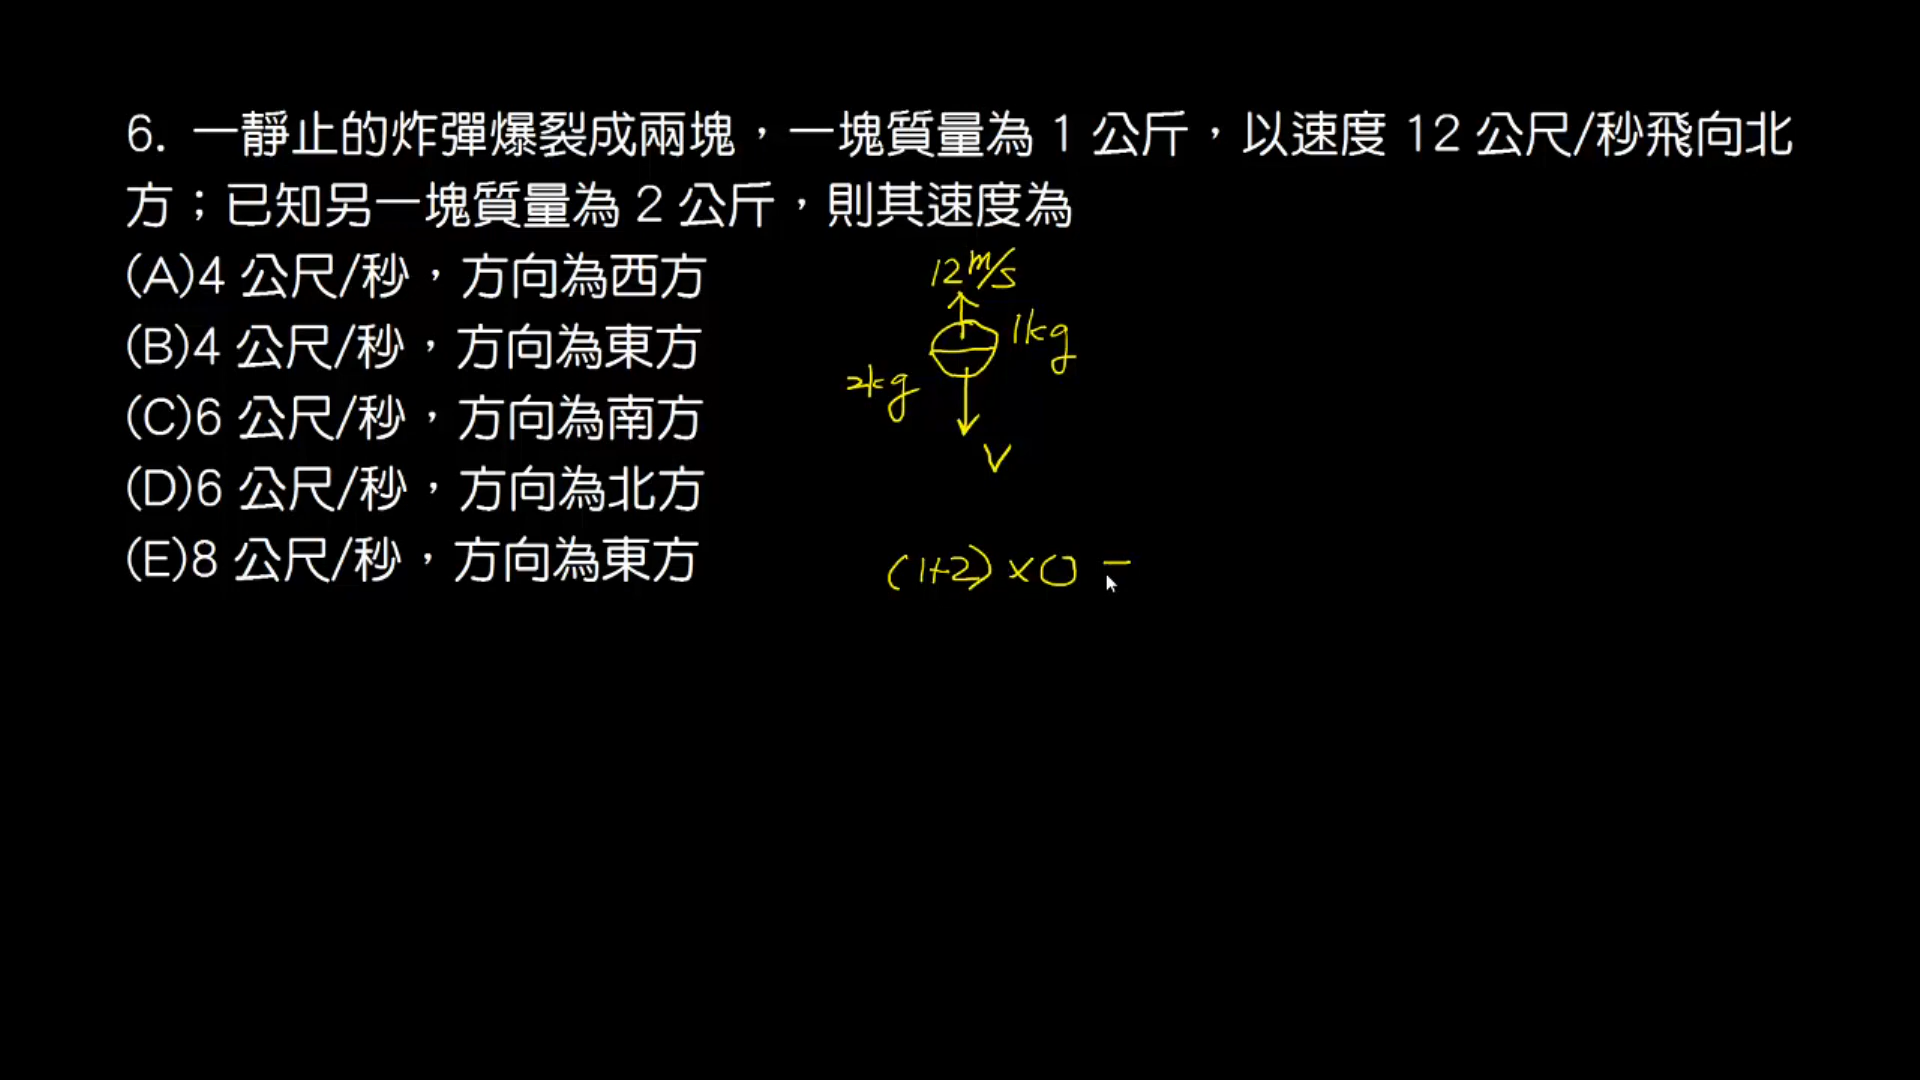 6. 一靜止的炸彈爆裂成兩塊，一塊質量為 1 公斤，以速度 12 公尺/秒飛向北
方；已知另一塊質量為 2 公斤，則其速度為
(A)4 公尺/秒，方向為西方
(B)4 公尺/秒，方向為東方
(C)6 公尺/秒，方向為南方
(D)6 公尺/秒，方向為北方
(E)8 公尺/秒，方向為東方
12 m/s
1kg
2kg
V
(1+2) × 0 -